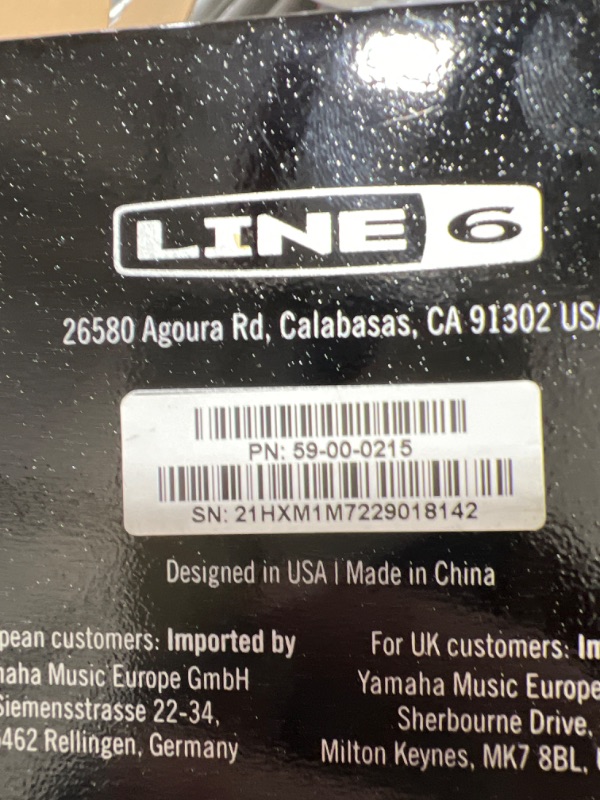 LINE 6
26580 Agoura Rd, Calabasas, CA 91302 USA
PN: 59-00-0215
SN: 21HXM1M7229018142
Designed in USA | Made in China
customers: Imported by
Music Europe GmbH
Siemensstrasse 22-34,
Rellingen, Germany
For UK customers:
Yamaha Music Europe
Sherbourne Drive,
Milton Keynes, MK7 8BL,